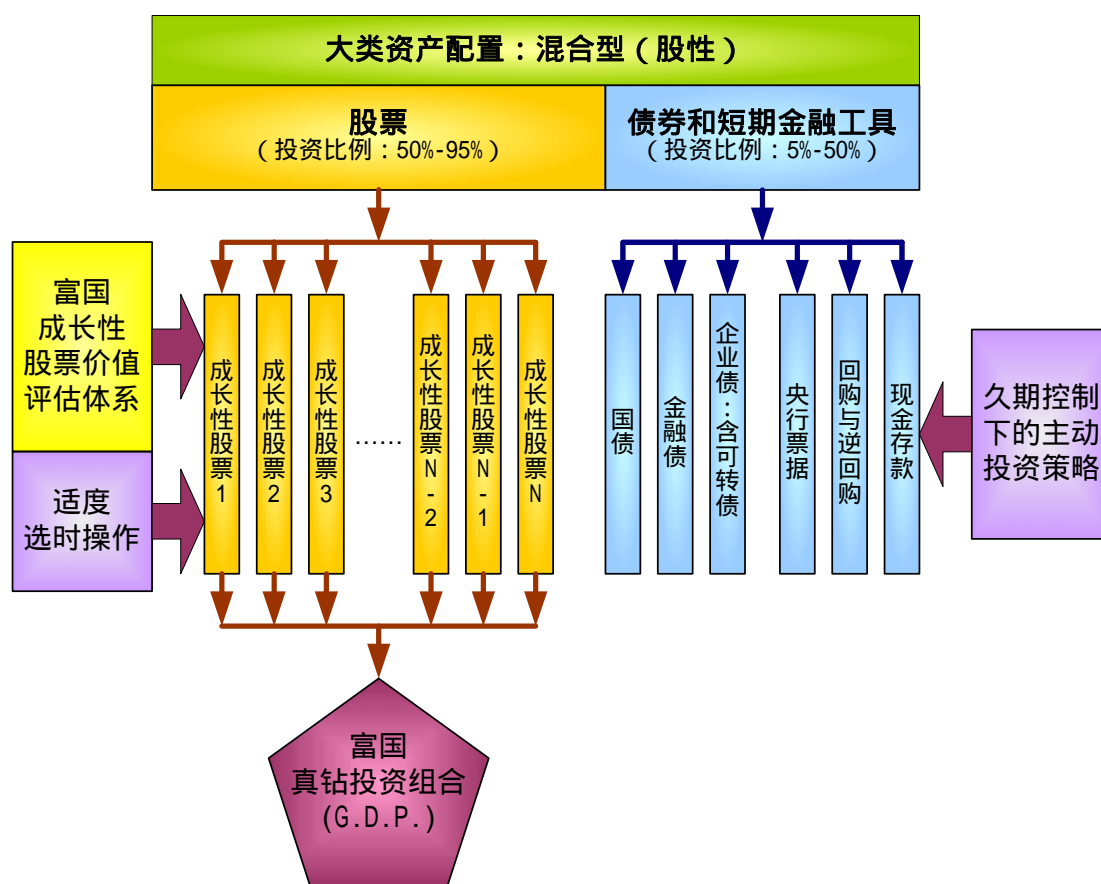 大类资产配置：混合型（股性）
股票
（投资比例：50%-95%）
债券和短期金融工具
（投资比例：5%-50%）
富国
成长性
股票价值
评估体系
适度
选时操作
成长性股票1
成长性股票2
成长性股票3
……
成长性股票N-2
成长性股票N-1
成长性股票N
国债
金融债
企业债：含可转债
央行票据
回购与逆回购
现金存款
久期控制
下的主动
投资策略
富国
真钻投资组合
(G.D.P.)